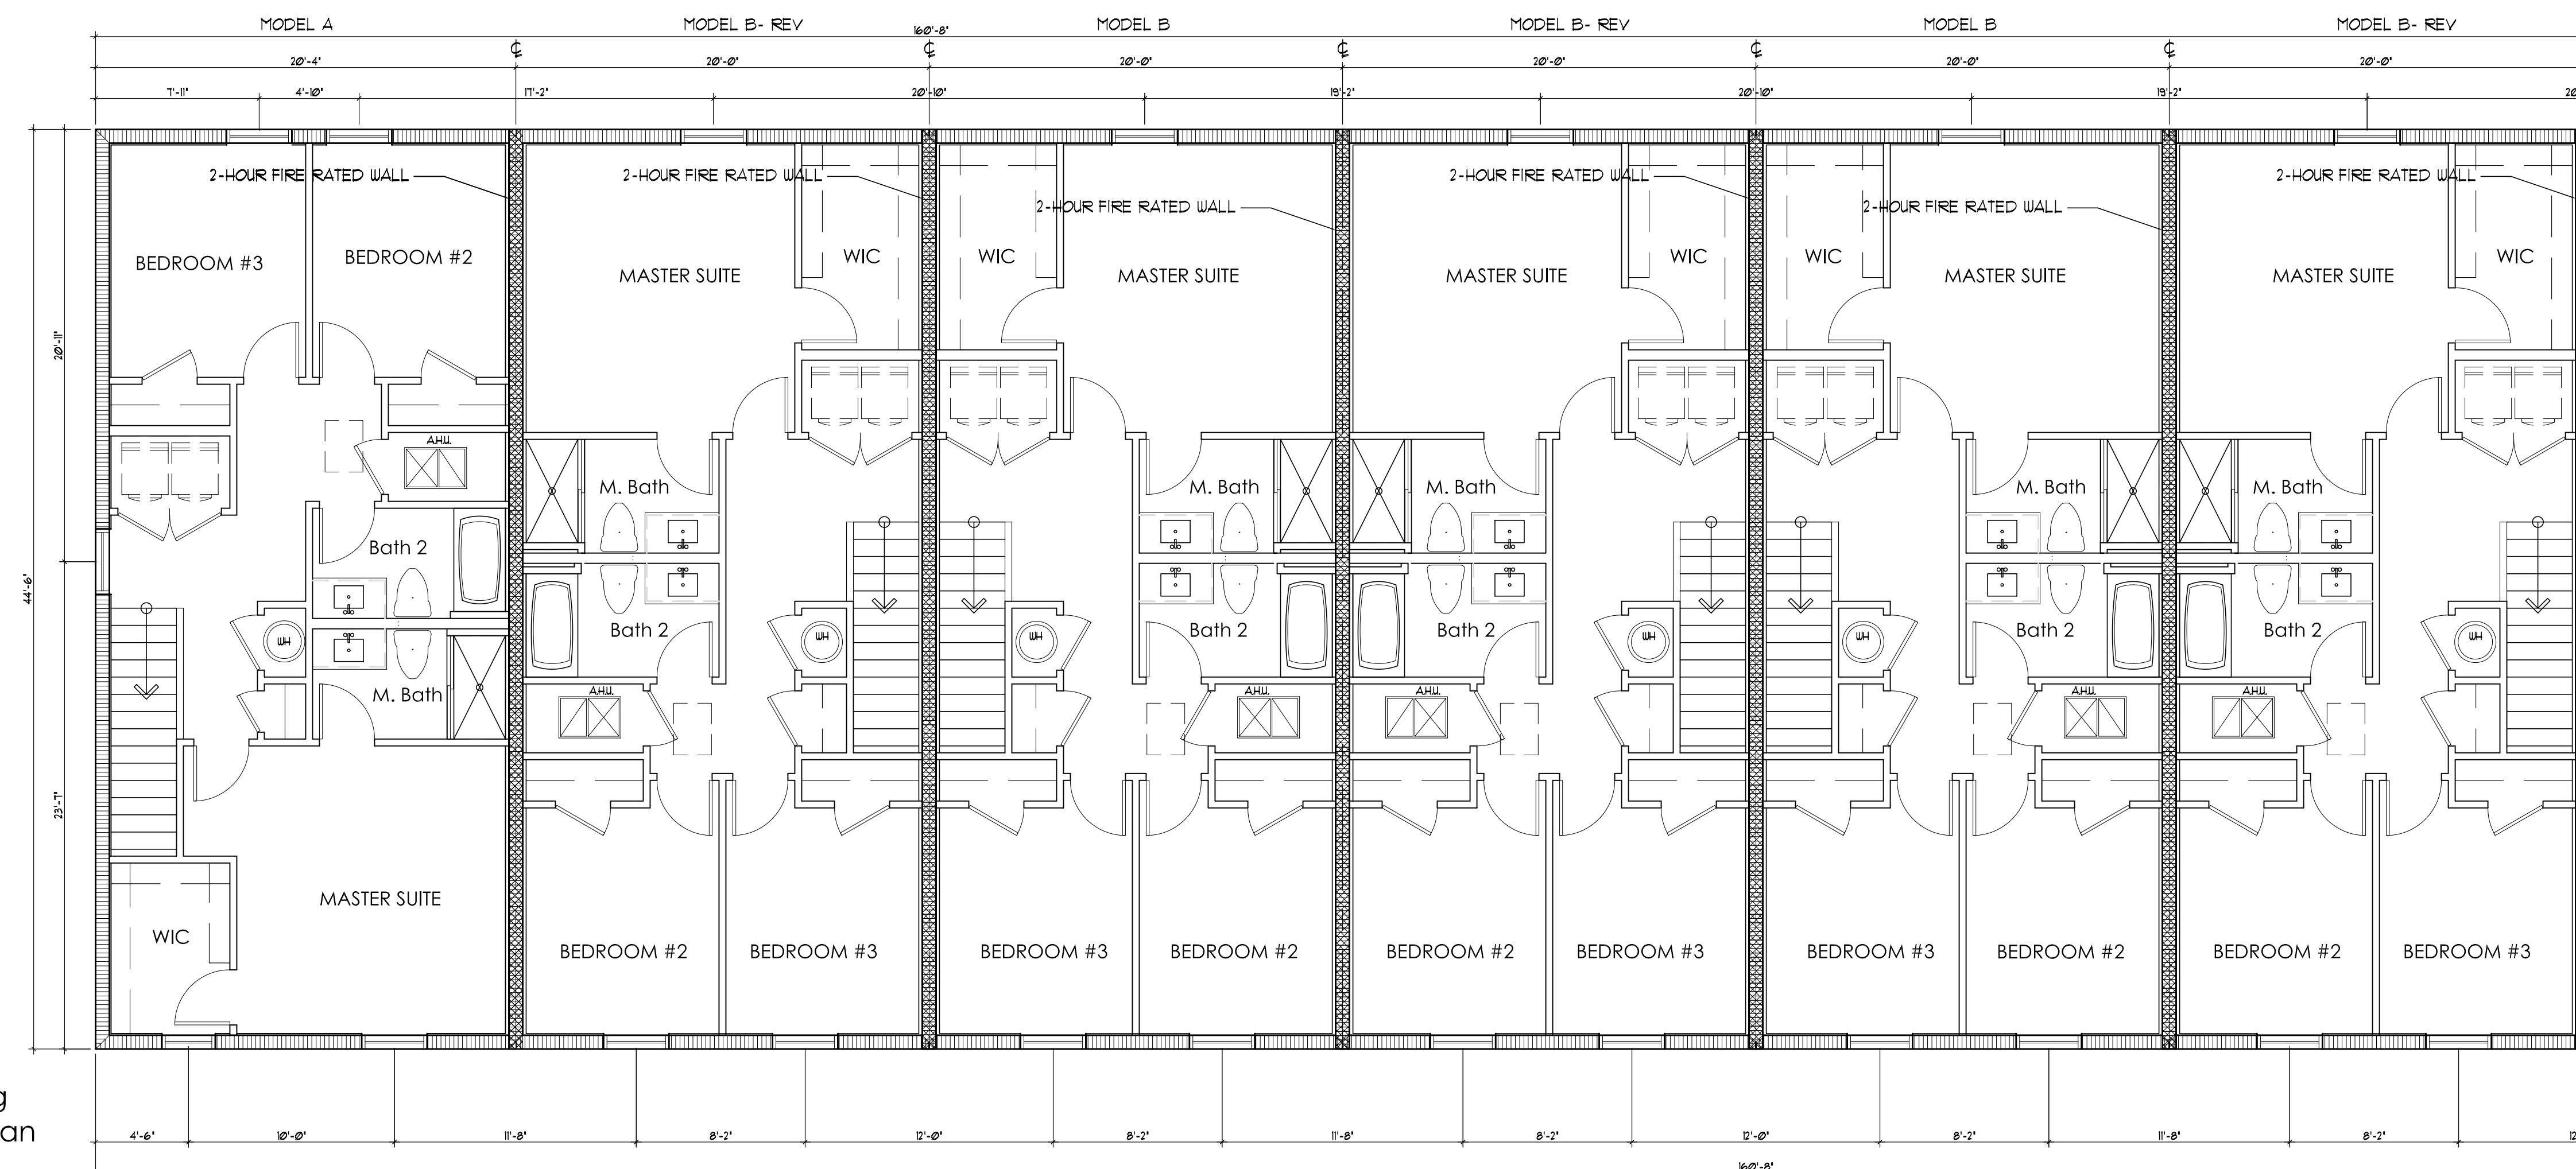 MODEL A MODEL B- REV MODEL B MODEL B- REV MODEL B MODEL B- REV
160'-8"
℄ ℄ ℄ ℄ ℄
20'-4" 20'-0" 20'-0" 20'-0" 20'-0" 20'-0"
7'-11" 4'-10" 17'-2" 20'-10" 19'-2" 20'-10" 19'-2" 20
2-HOUR FIRE RATED WALL 2-HOUR FIRE RATED WALL 2-HOUR FIRE RATED WALL 2-HOUR FIRE RATED WALL
2-HOUR FIRE RATED WALL 2-HOUR FIRE RATED WALL
BEDROOM #3 BEDROOM #2 WIC WIC WIC WIC WIC
MASTER SUITE MASTER SUITE MASTER SUITE MASTER SUITE MASTER SUITE
20'-11"
A.H.U.
M. Bath M. Bath M. Bath M. Bath M. Bath
Bath 2
44'-6"
WH WH WH WH WH WH
Bath 2 Bath 2 Bath 2 Bath 2 Bath 2
M. Bath A.H.U. A.H.U. A.H.U. A.H.U. A.H.U.
23'-7"
MASTER SUITE
WIC
BEDROOM #2 BEDROOM #3 BEDROOM #3 BEDROOM #2 BEDROOM #2 BEDROOM #3 BEDROOM #3 BEDROOM #2 BEDROOM #2 BEDROOM #3
g
an
4'-6" 10'-0" 11'-8" 8'-2" 12'-0" 8'-2" 11'-8" 8'-2" 12'-0" 8'-2" 11'-8" 8'-2" 12
160'-8"